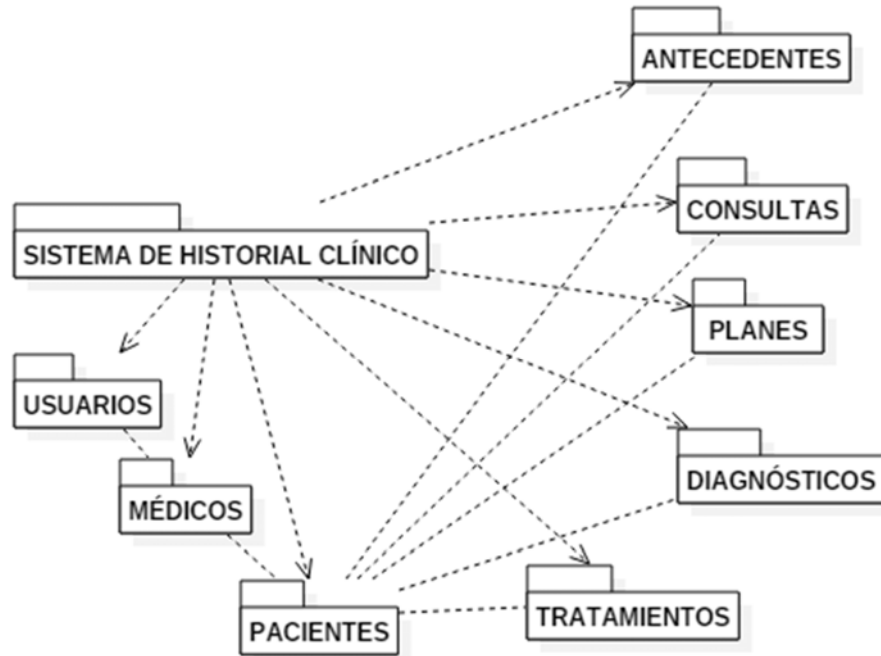 ANTECEDENTES
CONSULTAS
SISTEMA DE HISTORIAL CLÍNICO
PLANES
USUARIOS
DIAGNÓSTICOS
MÉDICOS
TRATAMIENTOS
PACIENTES